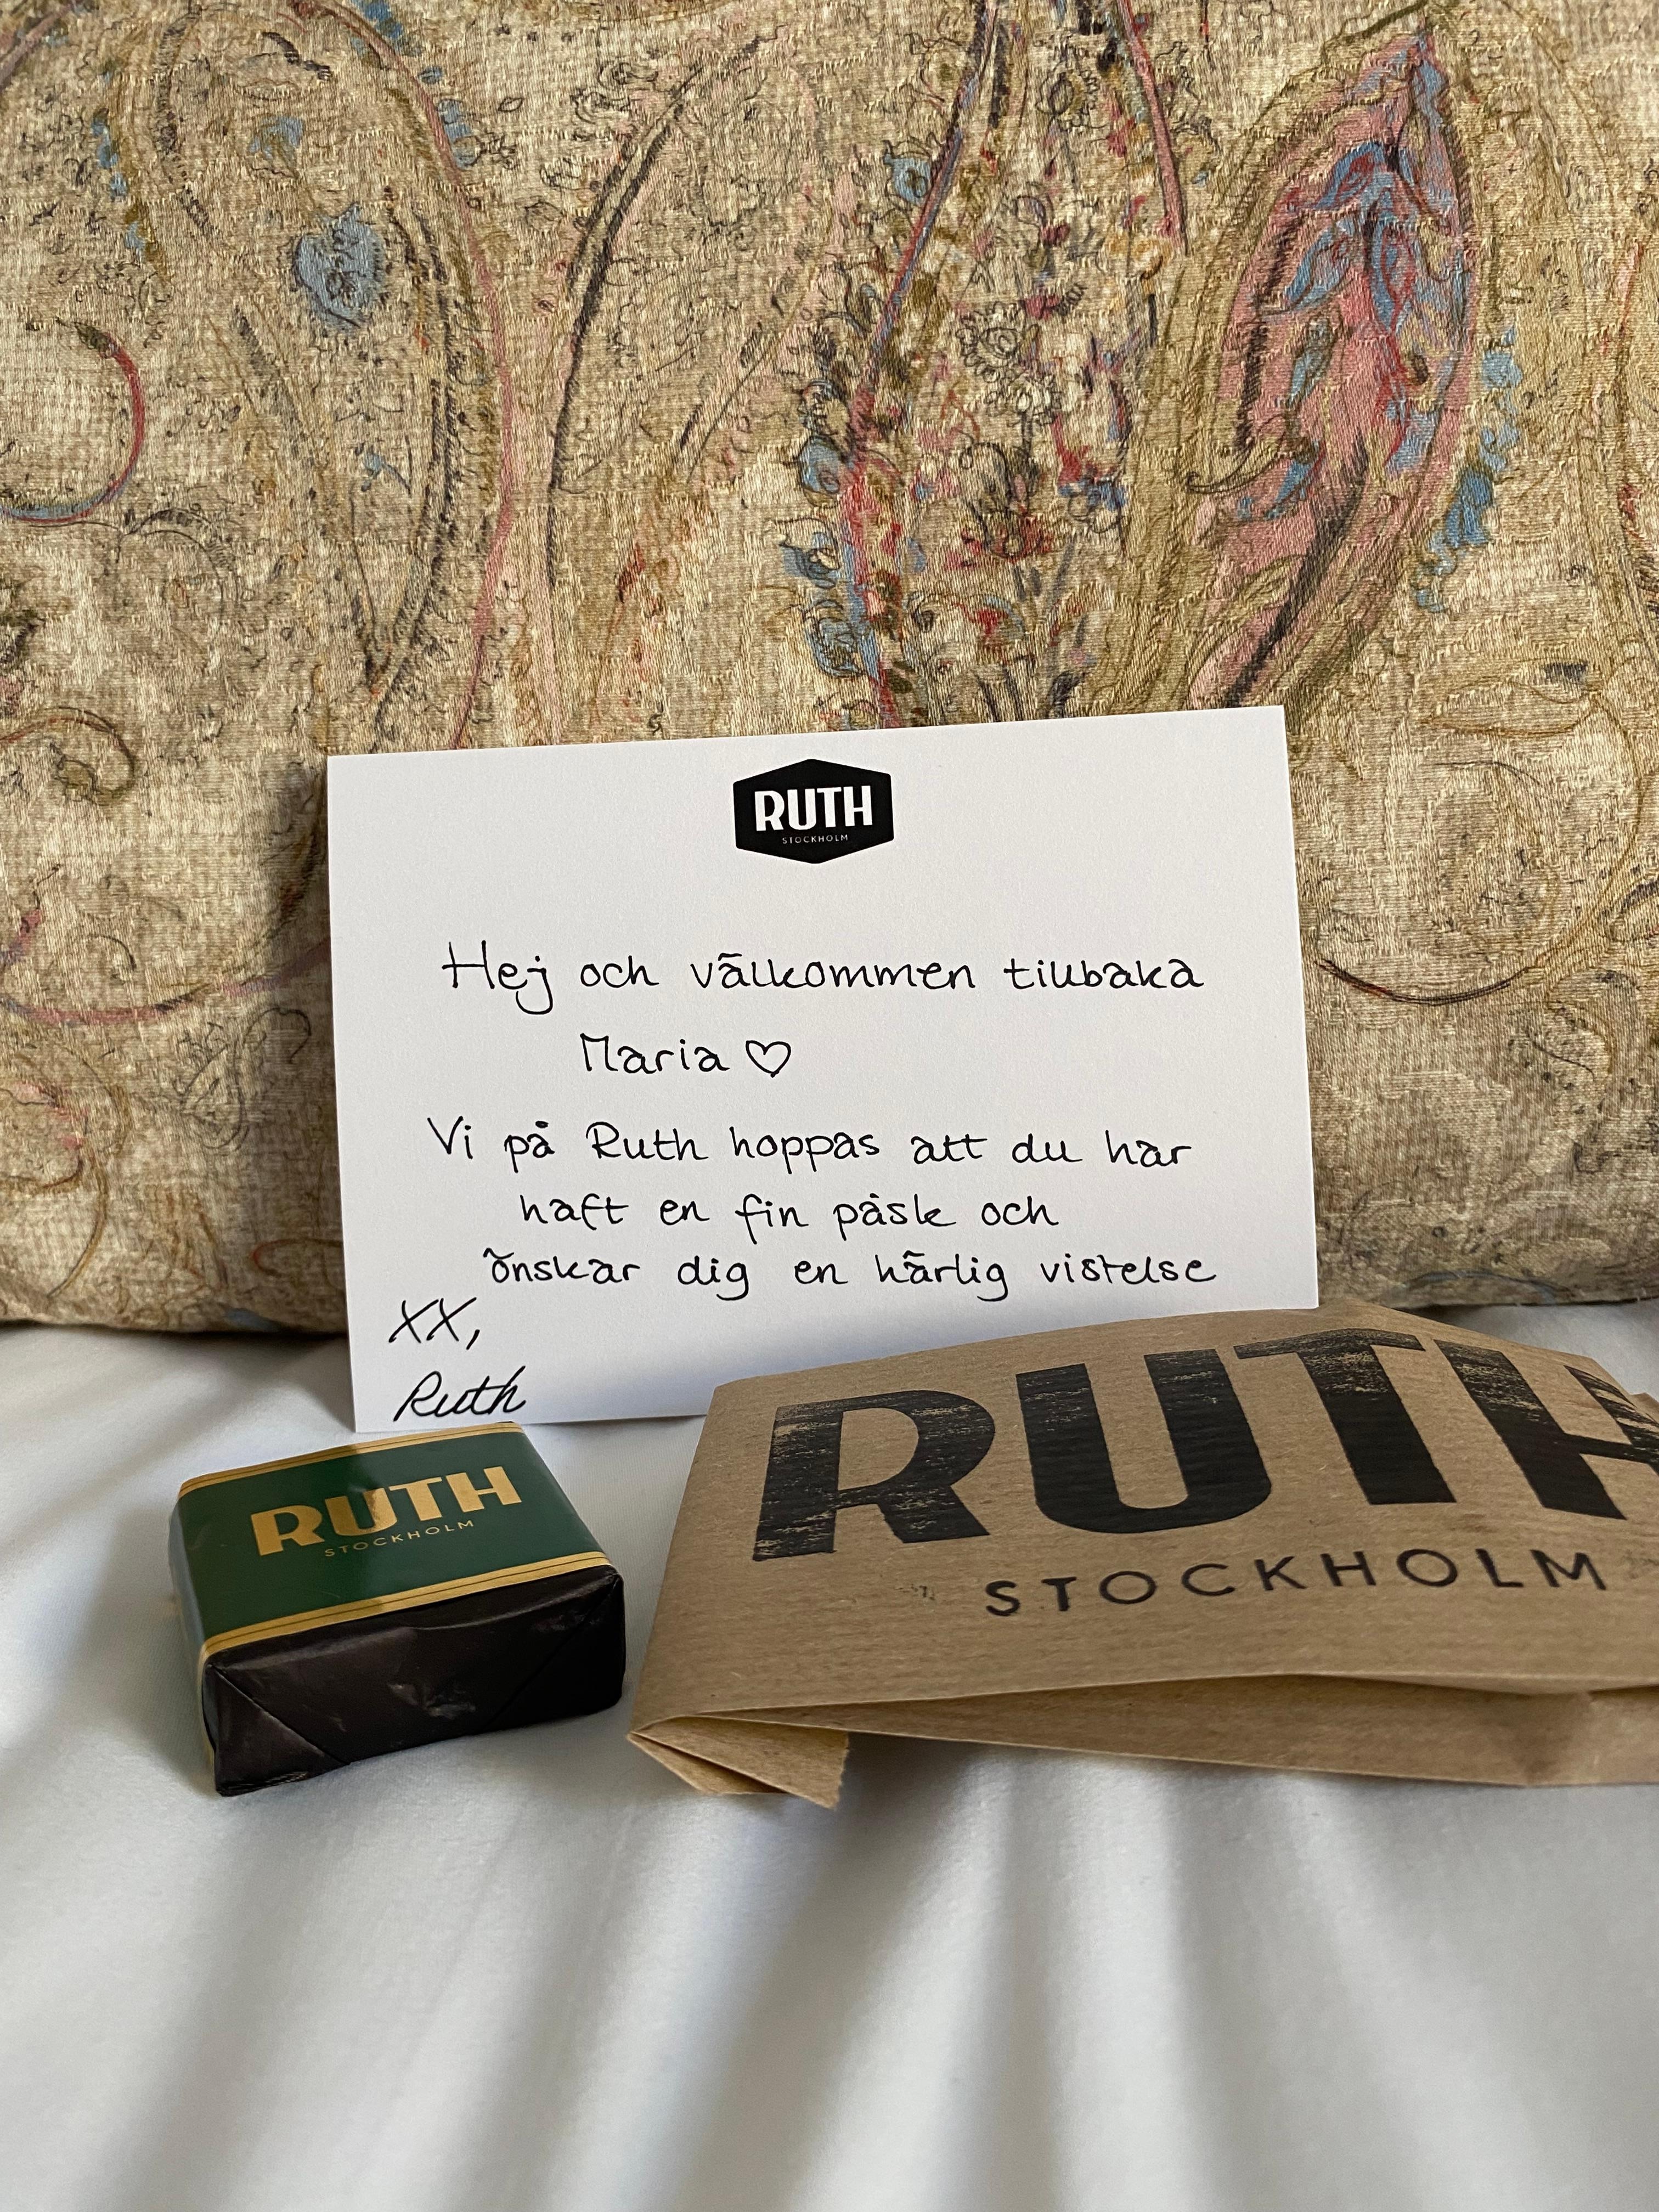 RUTH
STOCKHOLM
Hej och välkommen tillbaka
Maria ♡
Vi på Ruth hoppas att du har
haft en fin påsk och
önskar dig en härlig vistelse
XX,
Ruth
RUTH
STOCKHOLM
RUTH
STOCKHOLM